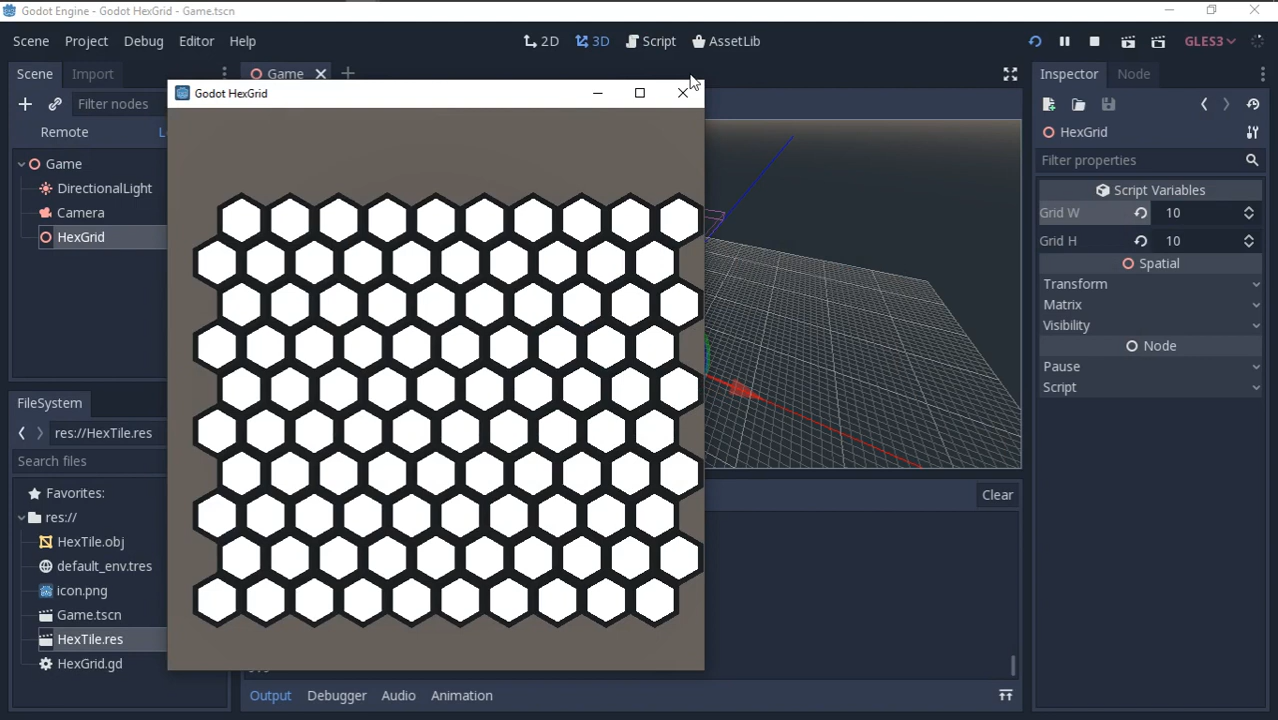 Godot Engine - Godot HexGrid - Game.tscn
Scene Project Debug Editor Help
2D 3D Script AssetLib
GLES3
Scene Import
Game
Inspector Node
Godot HexGrid
Filter nodes
Remote
HexGrid
Filter properties
Game
DirectionalLight
Camera
HexGrid
Script Variables
Grid W 10
Grid H 10
Spatial
Transform
Matrix
Visibility
Node
Pause
Script
FileSystem
res://HexTile.res
Search files
Favorites:
res://
HexTile.obj
default_env.tres
icon.png
Game.tscn
HexTile.res
HexGrid.gd
Clear
Output Debugger Audio Animation